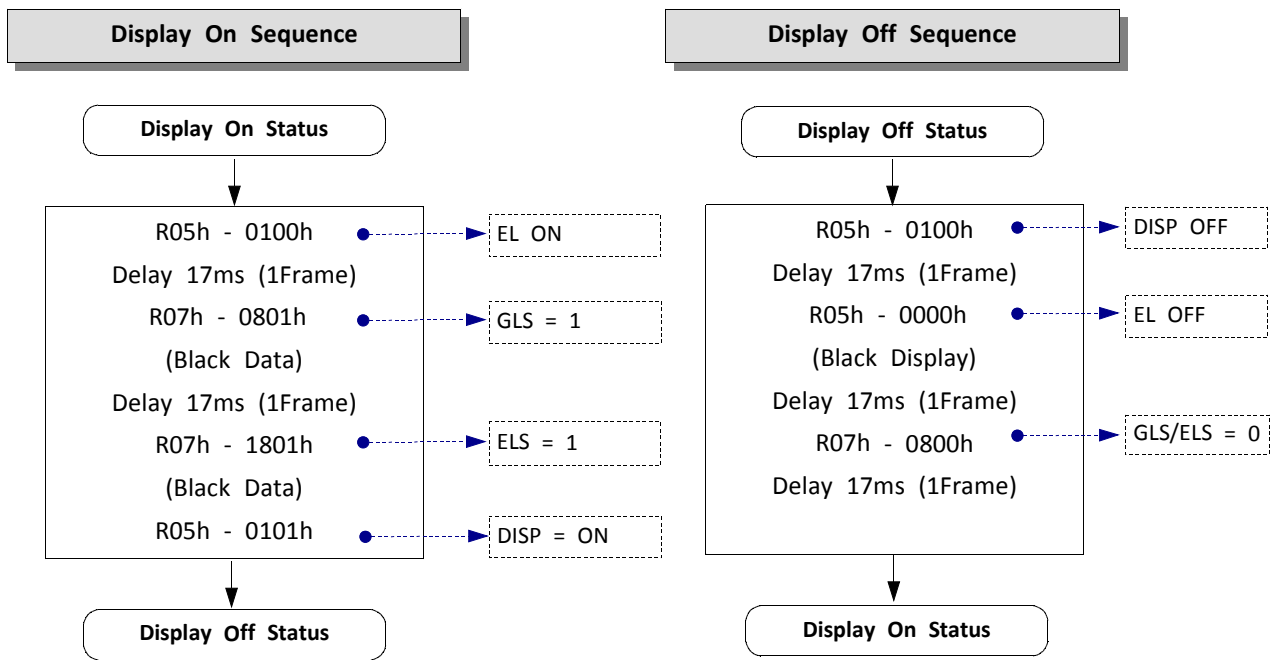 Display On Sequence
Display On Status
R05h - 0100h
EL ON
Delay 17ms (1Frame)
R07h - 0801h
GLS = 1
(Black Data)
Delay 17ms (1Frame)
R07h - 1801h
ELS = 1
(Black Data)
R05h - 0101h
DISP = ON
Display Off Status
Display Off Sequence
Display Off Status
R05h - 0100h
DISP OFF
Delay 17ms (1Frame)
R05h - 0000h
EL OFF
(Black Display)
Delay 17ms (1Frame)
R07h - 0800h
GLS/ELS = 0
Delay 17ms (1Frame)
Display On Status